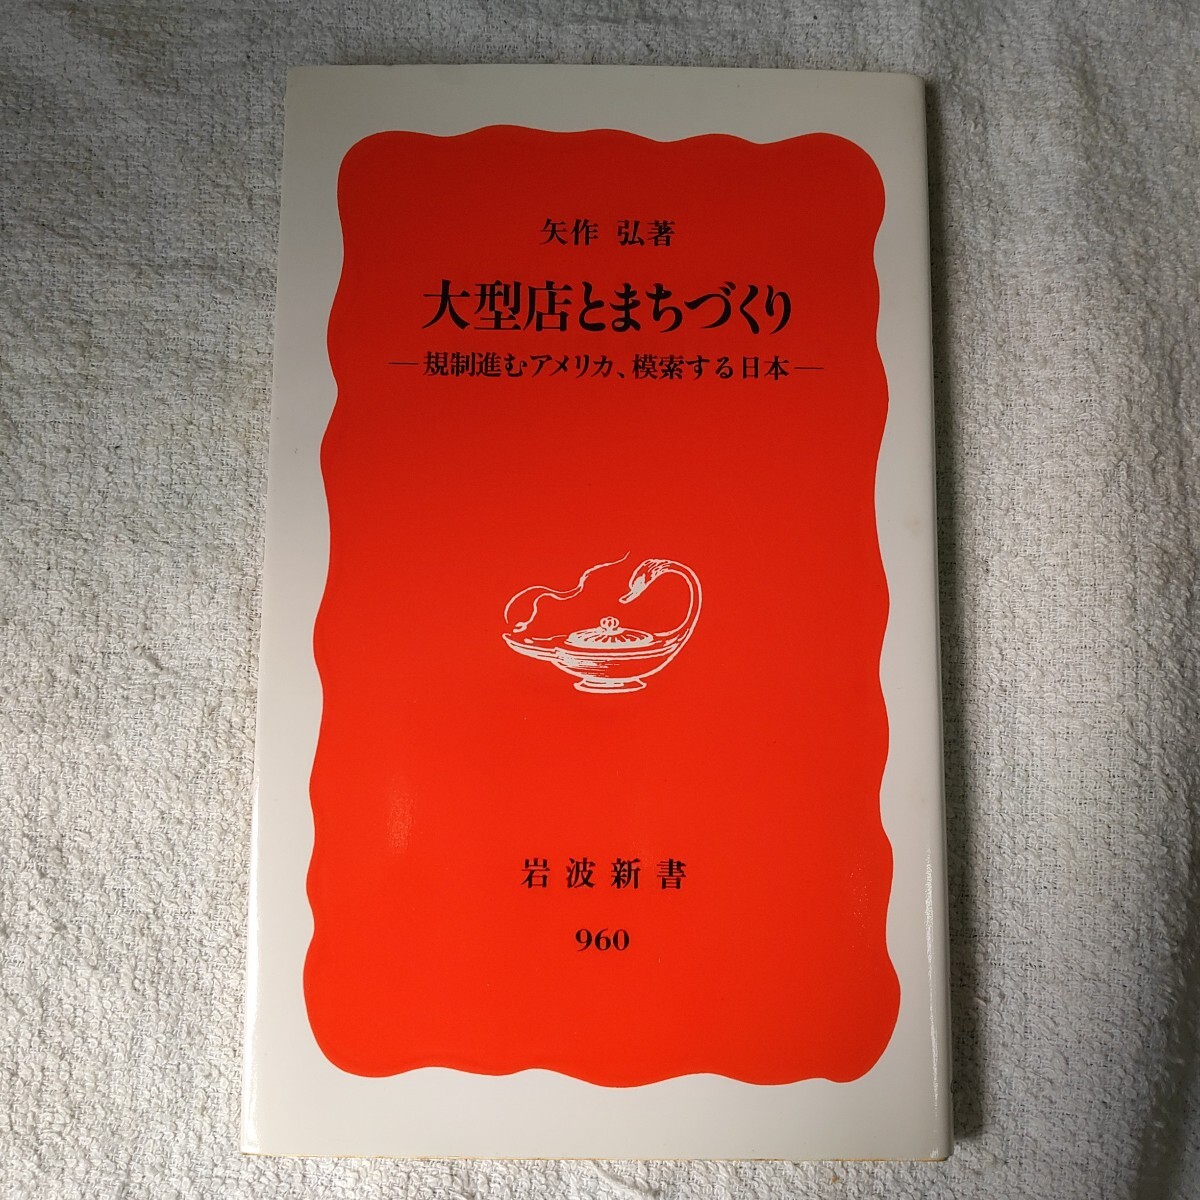 矢作 弘著
大型店とまちづくり
―規制進むアメリカ、模索する日本―
岩波新書
960